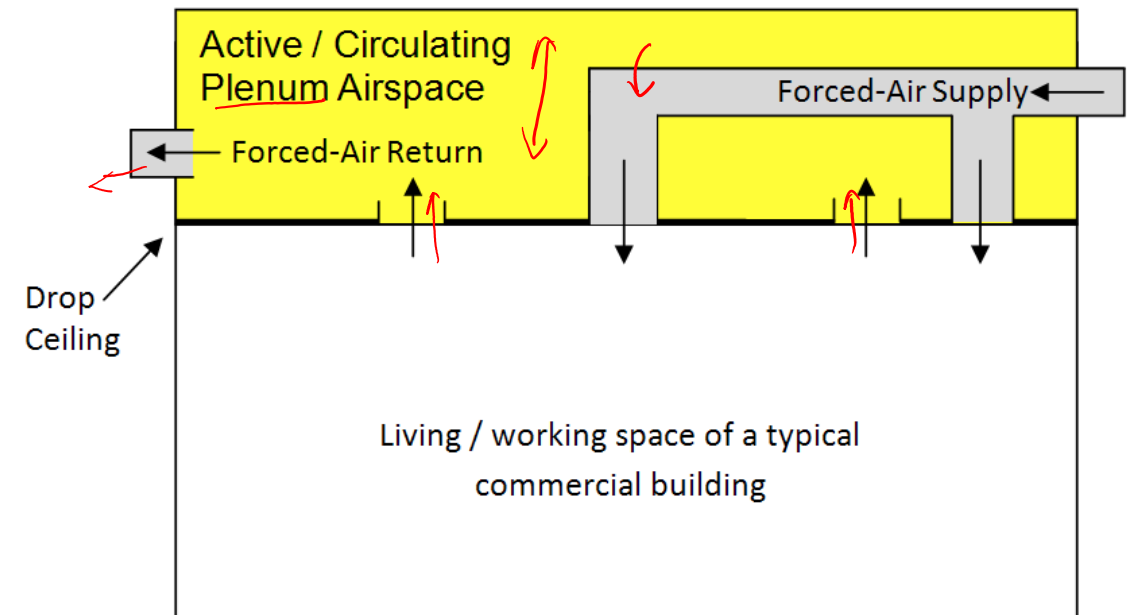 Active / Circulating
Plenum Airspace
Forced-Air Supply
Forced-Air Return
Drop
Ceiling
Living / working space of a typical
commercial building